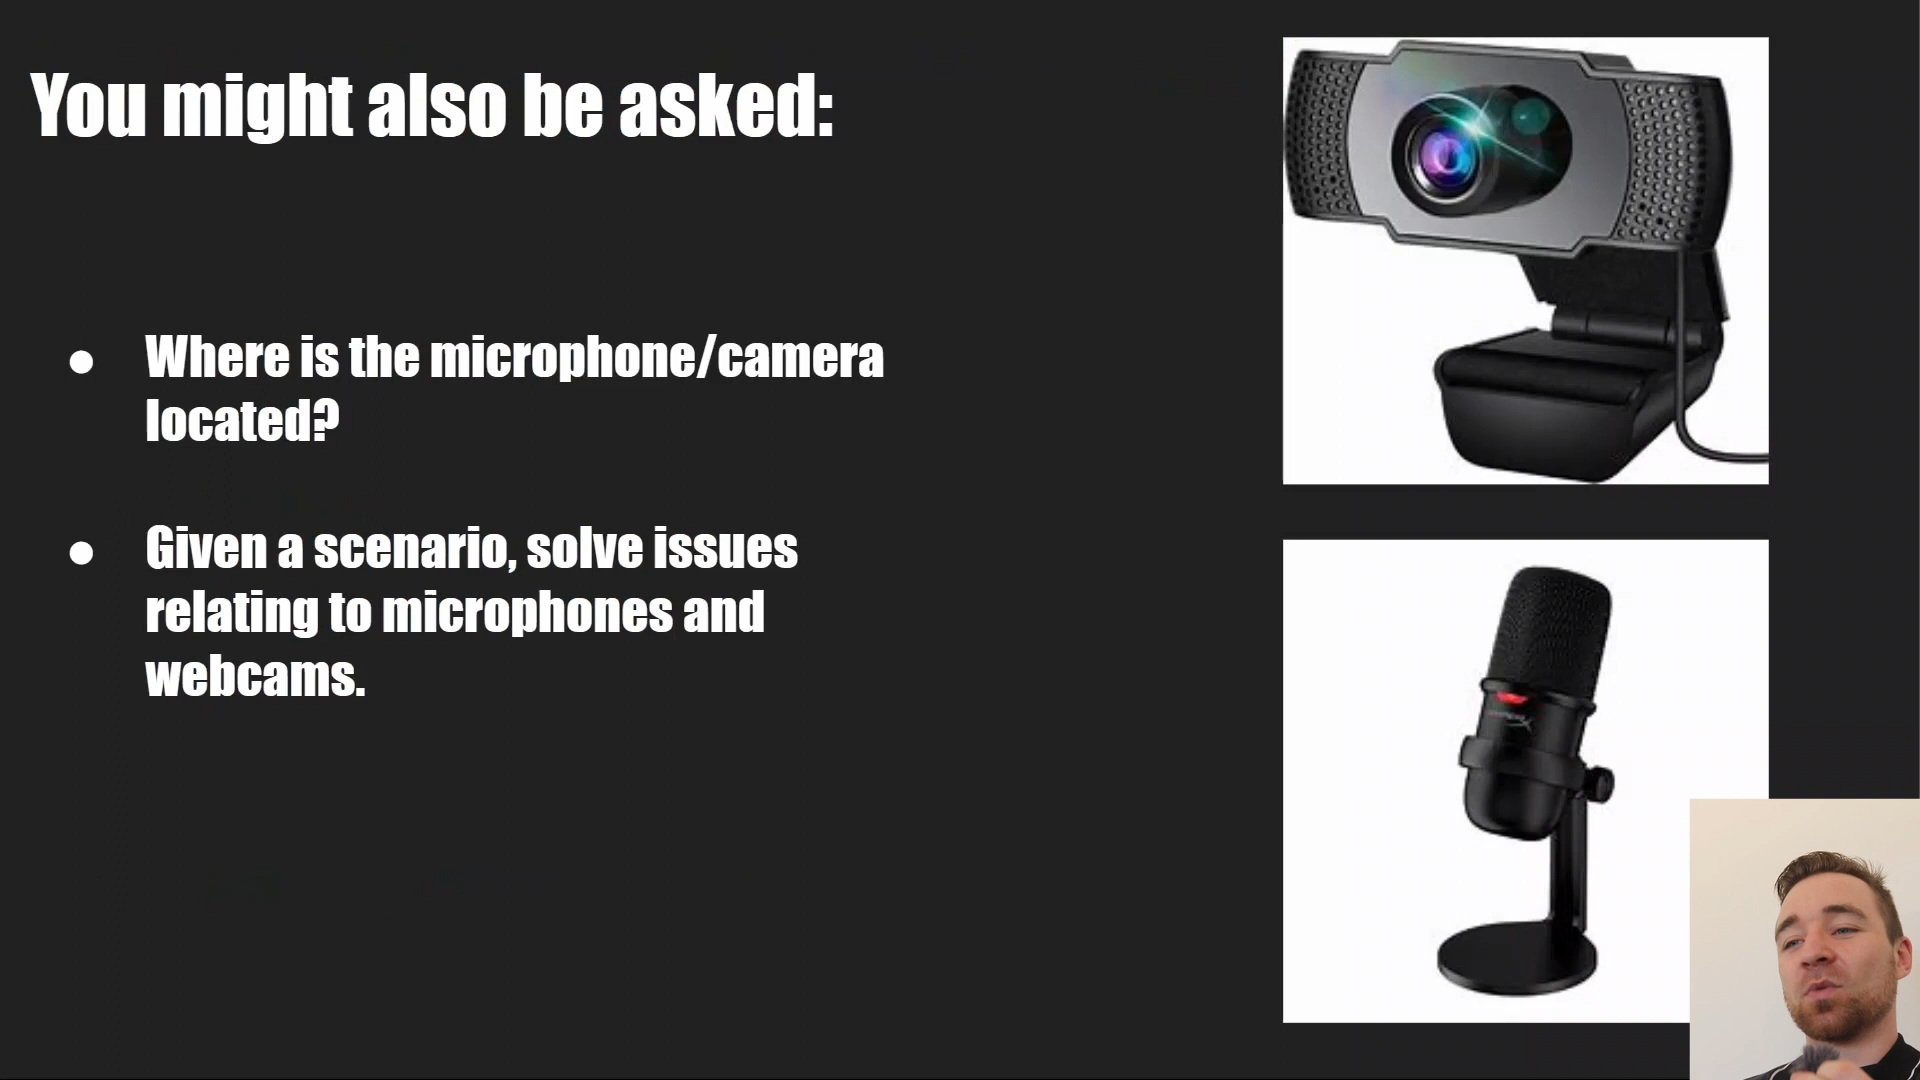 You might also be asked:
● Where is the microphone/camera
located?
● Given a scenario, solve issues
relating to microphones and
webcams.